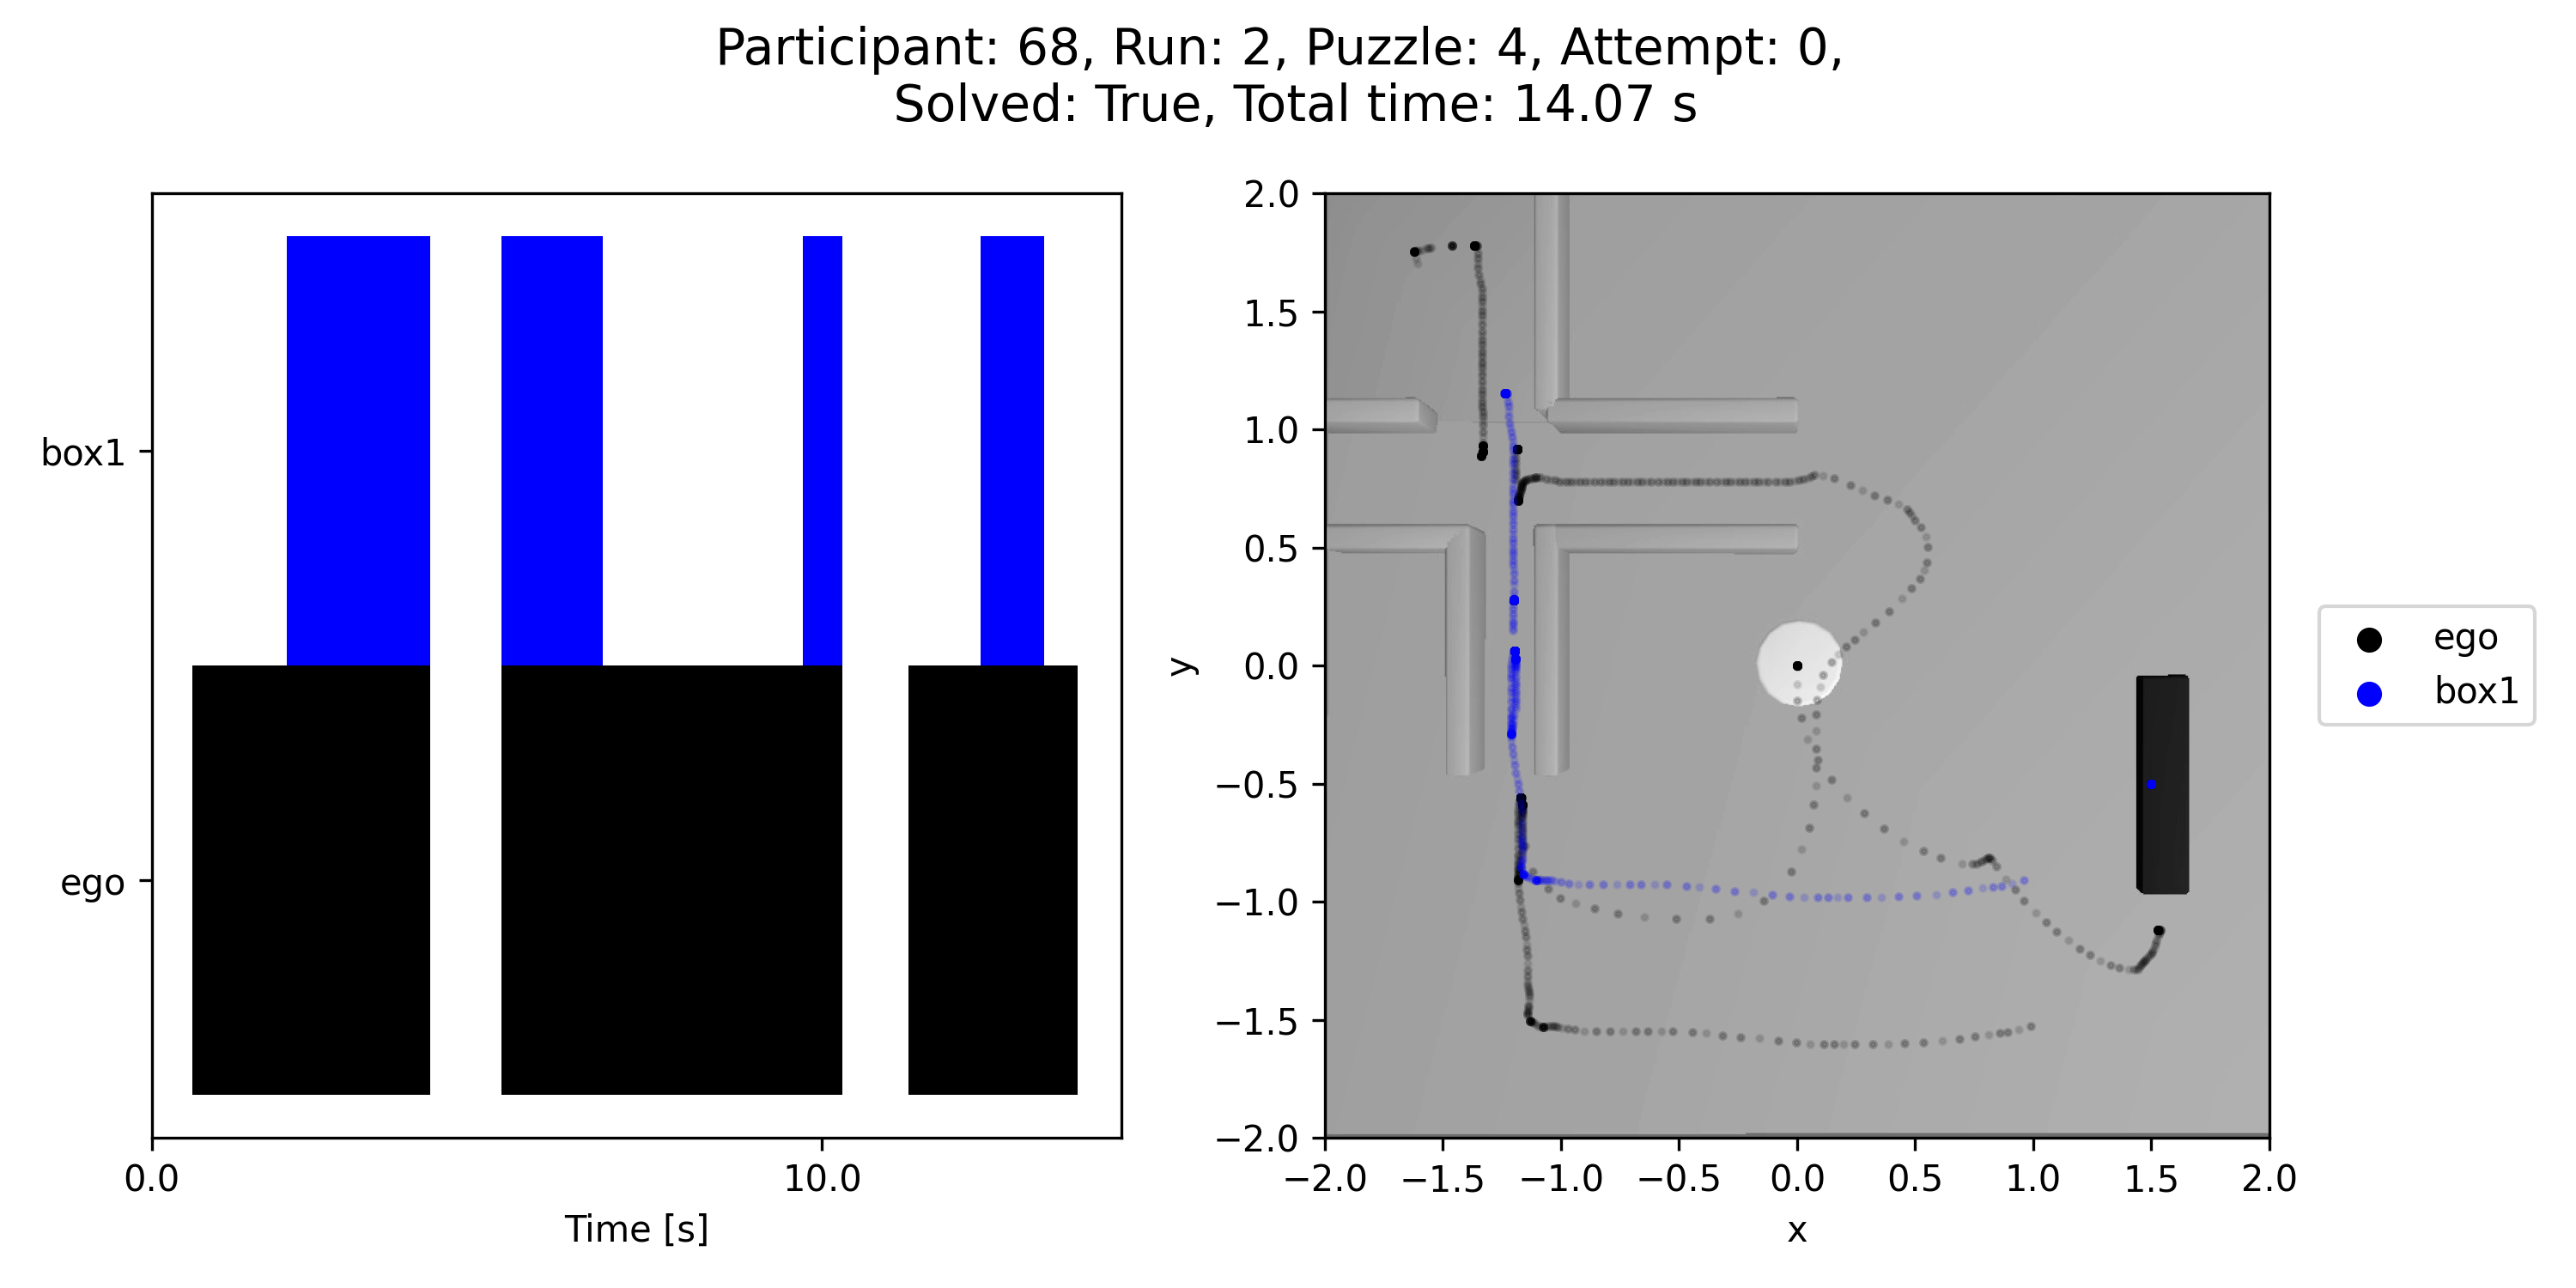 Participant: 68, Run: 2, Puzzle: 4, Attempt: 0,
Solved: True, Total time: 14.07 s
box1
ego
0.0
10.0
Time [s]
2.0
1.5
1.0
0.5
0.0
−0.5
−1.0
−1.5
−2.0
y
−2.0
−1.5
−1.0
−0.5
0.0
0.5
1.0
1.5
2.0
x
ego
box1